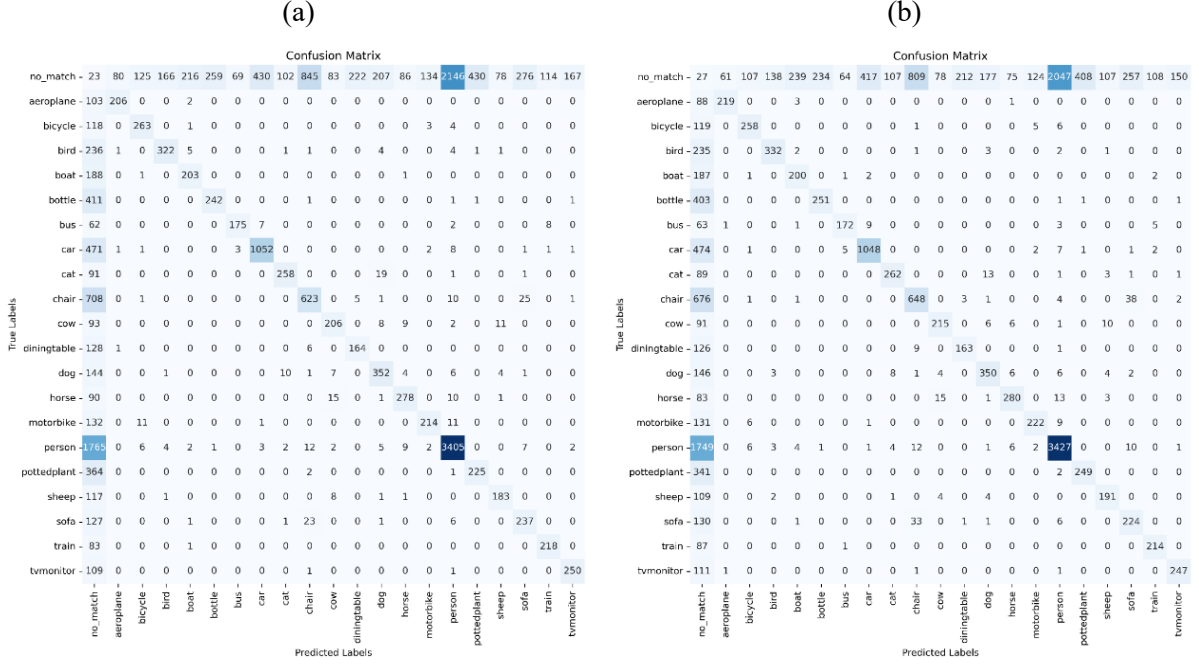 (a)
Confusion Matrix
True Labels
no_match 23 80 125 166 216 259 69 430 102 845 83 222 207 86 134 2146 430 78 276 114 167
aeroplane 103 206 0 0 2 0 0 0 0 0 0 0 0 0 0 0 0 0 0 0 0
bicycle 118 0 263 0 1 0 0 0 0 0 0 0 0 0 3 4 0 0 0 0 0
bird 236 1 0 322 5 0 0 0 1 1 0 0 4 0 0 4 1 1 0 0 0
boat 188 0 1 0 203 0 0 0 0 0 0 0 0 1 0 0 0 0 0 0 0
bottle 411 0 0 0 0 242 0 0 0 1 0 0 0 0 0 1 1 0 0 0 1
bus 62 0 0 0 0 0 175 7 0 0 0 0 0 0 0 2 0 0 0 8 0
car 471 1 1 0 0 0 3 1052 0 0 0 0 0 0 2 8 0 0 1 1 1
cat 91 0 0 0 0 0 0 0 258 0 0 0 19 0 0 1 0 0 1 0 0
chair 708 0 1 0 0 0 0 0 0 623 0 5 1 0 0 10 0 0 25 0 1
cow 93 0 0 0 0 0 0 0 0 0 206 0 8 9 0 2 0 11 0 0 0
diningtable 128 1 0 0 0 0 0 0 0 6 0 164 0 0 0 0 0 0 0 0 0
dog 144 0 0 1 0 0 0 0 10 1 7 0 352 4 0 6 0 4 1 0 0
horse 90 0 0 0 0 0 0 0 0 0 15 0 1 278 0 10 0 1 0 0 0
motorbike 132 0 11 0 0 0 0 1 0 0 0 0 0 0 214 11 0 0 0 0 0
person 1765 0 6 4 2 1 0 3 2 12 2 0 5 9 2 3405 0 0 7 0 2
pottedplant 364 0 0 0 0 0 0 0 0 2 0 0 0 0 0 1 225 0 0 0 0
sheep 117 0 0 1 0 0 0 0 0 0 8 0 1 1 0 0 0 183 0 0 0
sofa 127 0 0 0 1 0 0 0 1 23 0 0 1 0 0 6 0 0 237 0 0
train 83 0 0 0 1 0 0 0 0 0 0 0 0 0 0 0 0 0 0 218 0
tvmonitor 109 0 0 0 0 0 0 0 0 1 0 0 0 0 0 1 0 0 0 0 250
no_match aeroplane bicycle bird boat bottle bus car cat chair cow diningtable dog horse motorbike person pottedplant sheep sofa train tvmonitor
Predicted Labels
(b)
Confusion Matrix
True Labels
no_match 27 61 107 138 239 234 64 417 107 809 78 212 177 75 124 2047 408 107 257 108 150
aeroplane 88 219 0 0 3 0 0 0 0 0 0 0 0 1 0 0 0 0 0 0 0
bicycle 119 0 258 0 0 0 0 0 0 1 0 0 0 0 5 6 0 0 0 0 0
bird 235 0 0 332 2 0 0 0 0 1 0 0 3 0 0 2 0 1 0 0 0
boat 187 0 1 0 200 1 2 0 0 0 0 0 0 0 0 0 0 0 0 2 0
bottle 403 0 0 0 0 251 0 0 0 0 0 0 0 0 0 1 1 0 0 0 1
bus 63 1 0 0 0 1 172 9 0 0 0 0 0 0 0 3 0 0 0 5 0
car 474 0 1 0 0 0 5 1048 0 0 0 0 0 0 2 7 1 0 1 2 0
cat 89 0 0 0 0 0 0 0 262 0 0 0 13 0 0 1 0 3 1 0 1
chair 676 0 1 0 1 0 0 0 0 648 0 3 1 0 0 4 0 0 38 0 2
cow 91 0 0 0 0 0 0 0 0 0 215 0 6 6 0 1 0 10 0 0 0
diningtable 126 0 0 0 0 0 0 0 0 9 0 163 0 0 0 1 0 0 0 0 0
dog 146 0 0 3 0 0 0 0 8 1 4 0 350 6 0 6 0 4 2 0 0
horse 83 0 0 0 0 0 0 0 0 0 15 0 1 280 0 13 0 3 0 0 0
motorbike 131 0 6 0 0 0 0 1 0 0 0 0 0 0 222 9 0 0 0 0 0
person 1749 0 6 3 0 1 0 1 4 12 0 0 1 6 2 3427 0 0 10 0 1
pottedplant 341 0 0 0 0 0 0 0 0 0 0 0 0 0 0 2 249 0 0 0 0
sheep 109 0 0 2 0 0 0 0 1 0 4 0 4 0 0 0 0 191 0 0 0
sofa 130 0 0 0 1 0 0 0 0 33 0 1 1 0 0 6 0 0 224 0 0
train 87 0 0 0 0 0 1 0 0 0 0 0 0 0 0 0 0 0 0 214 0
tvmonitor 111 1 0 0 0 0 0 0 0 1 0 0 0 0 0 1 0 0 0 0 247
no_match aeroplane bicycle bird boat bottle bus car cat chair cow diningtable dog horse motorbike person pottedplant sheep sofa train tvmonitor
Predicted Labels